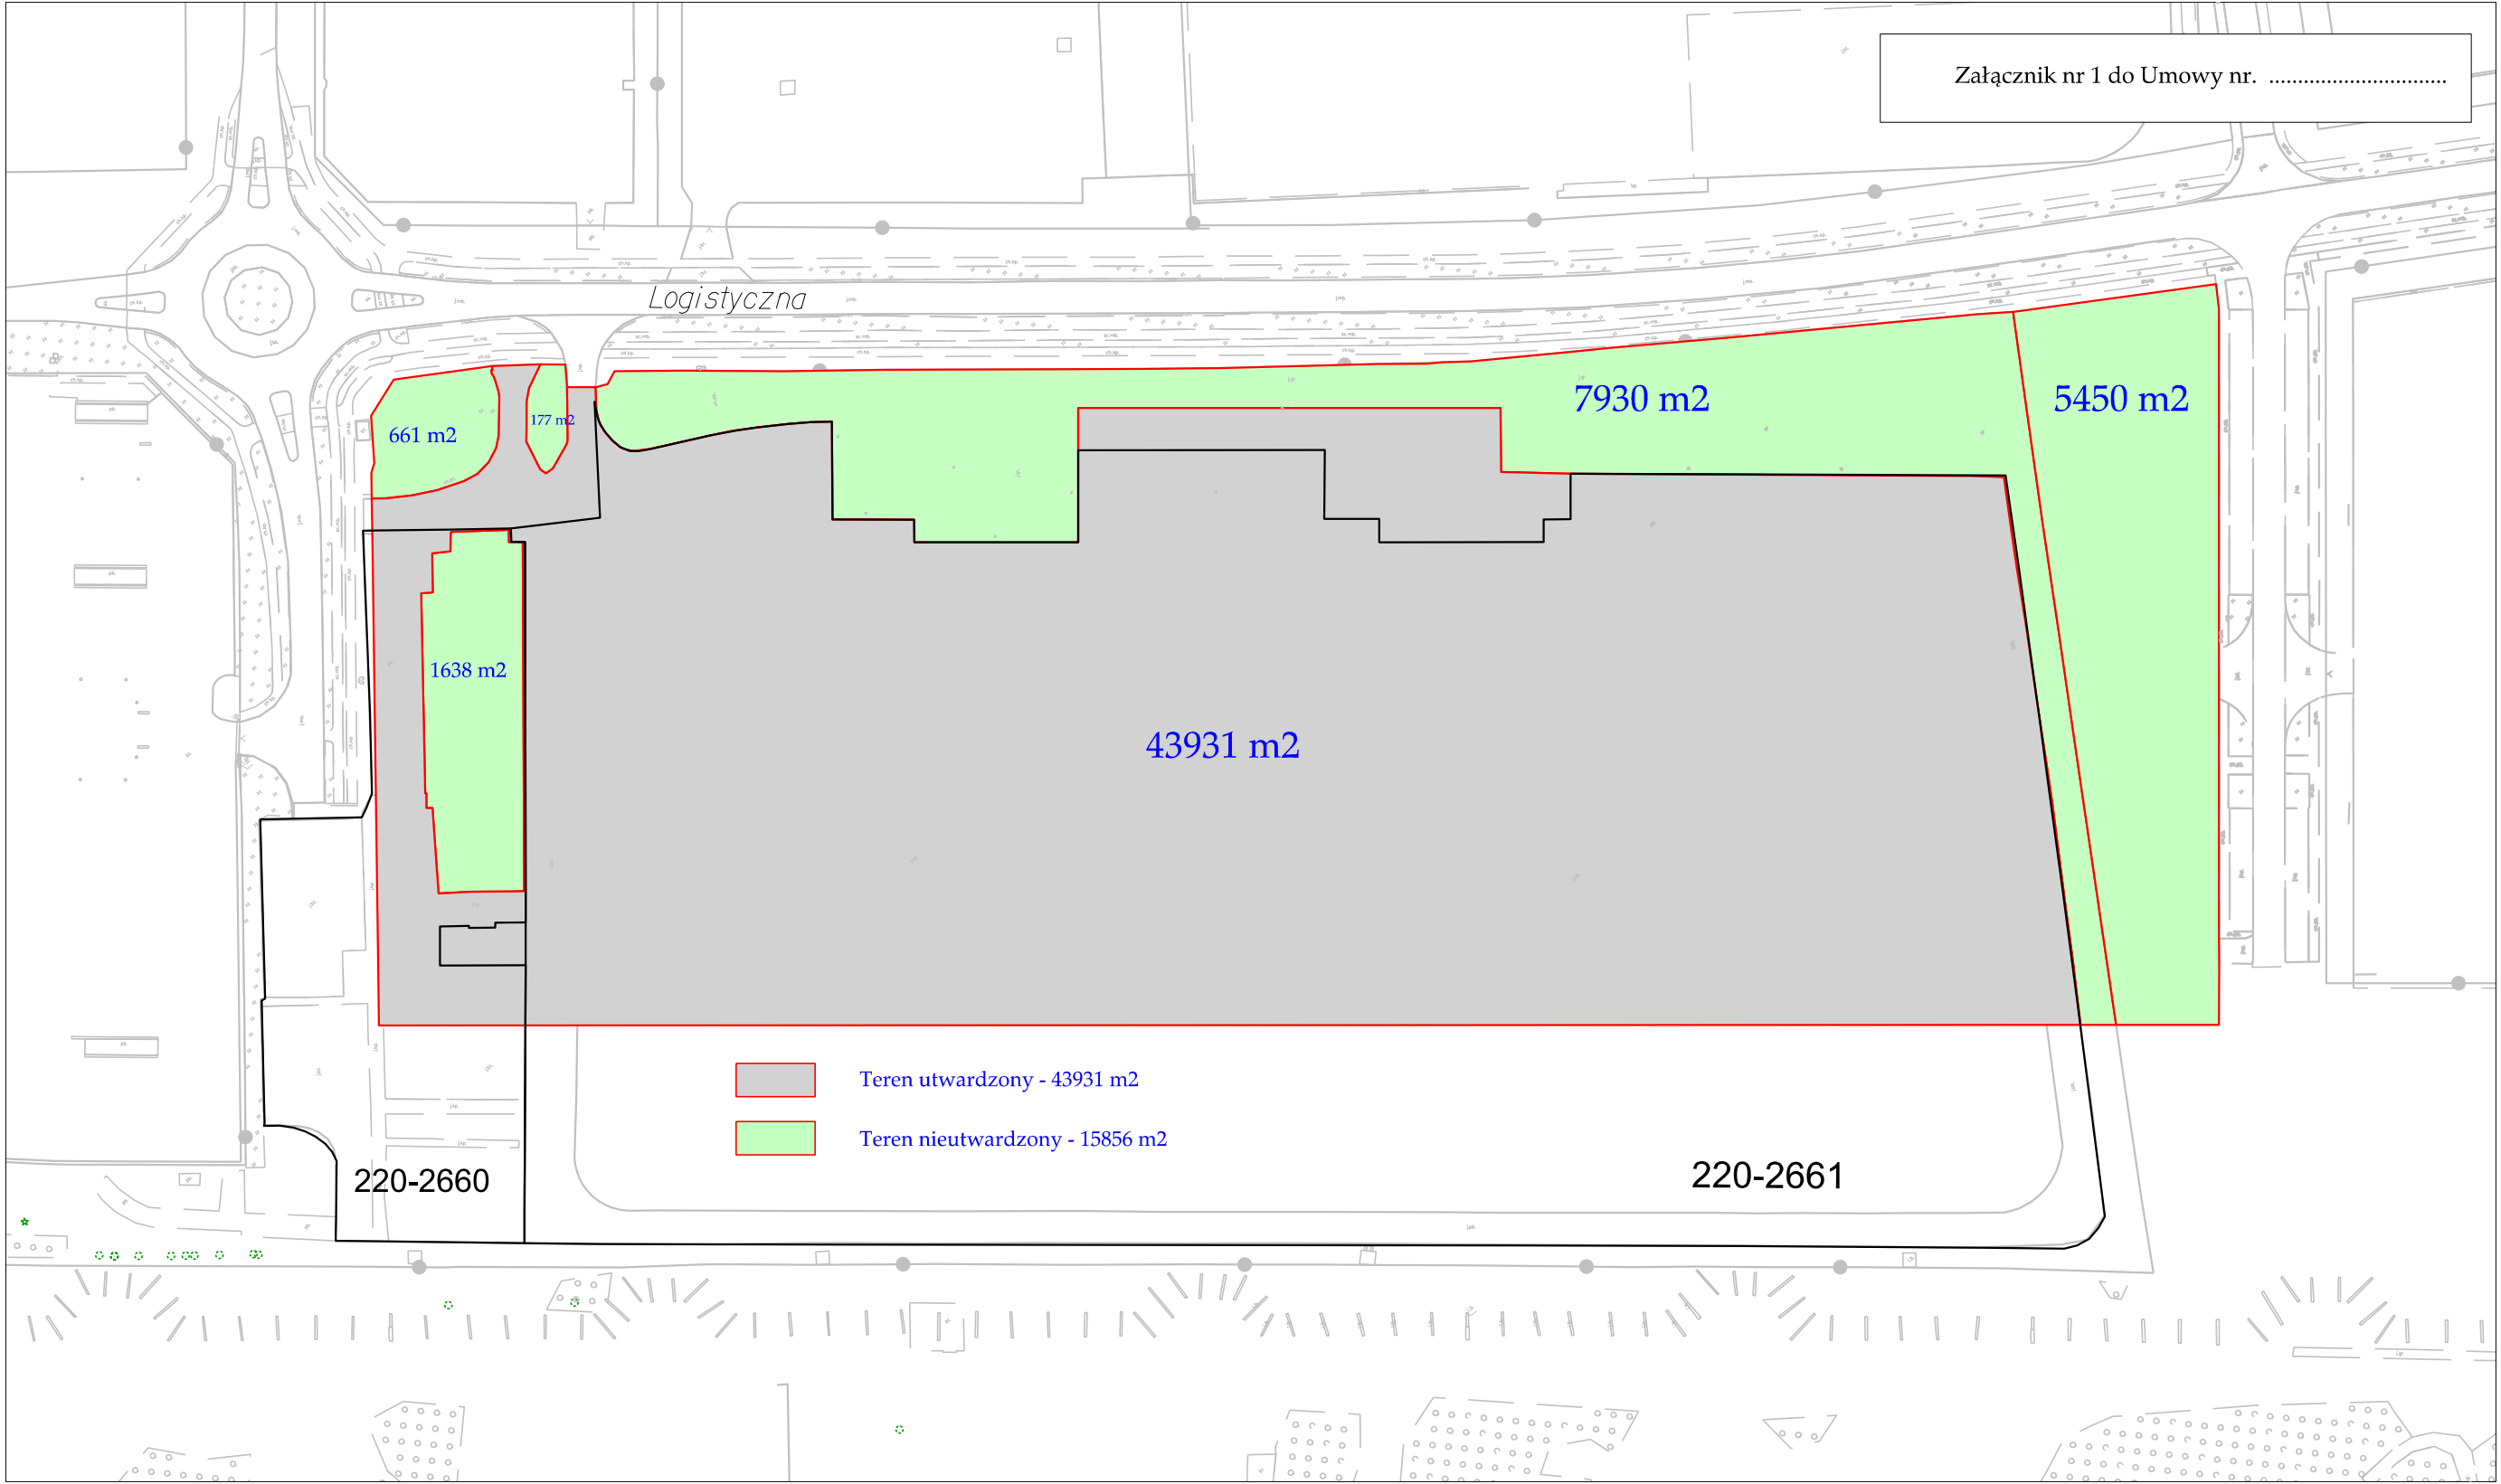 Załącznik nr 1 do Umowy nr. ...............................
Logistyczna
7930 m2
5450 m2
661 m2
177 m2
1638 m2
43931 m2
Teren utwardzony - 43931 m2
Teren nieutwardzony - 15856 m2
220-2660
220-2661